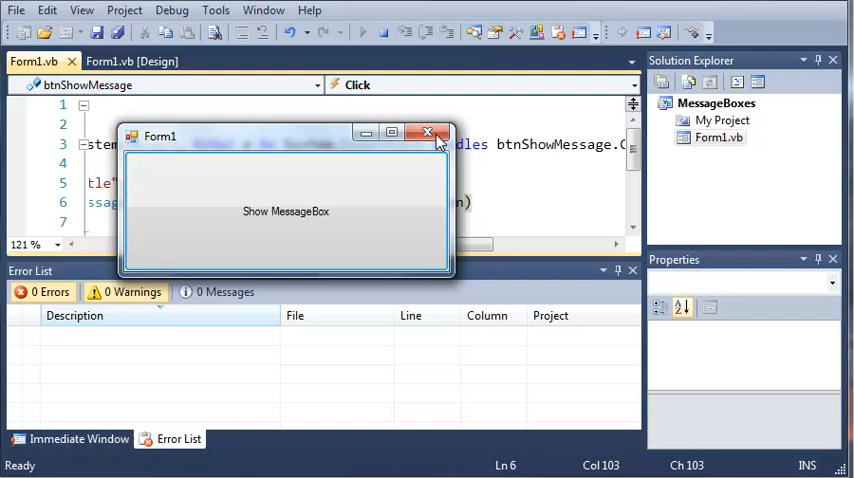 File Edit View Project Debug Tools Window Help
Form1.vb Form1.vb [Design]
btnShowMessage Click
1
2
3
4
5
6
7
ystem
dles btnShowMessage.C
tle"
essag
n)
Form1
Show MessageBox
121 %
Error List
0 Errors 0 Warnings 0 Messages
Description File Line Column Project
Immediate Window Error List
Ready Ln 6 Col 103 Ch 103 INS
Solution Explorer
MessageBoxes
My Project
Form1.vb
Properties